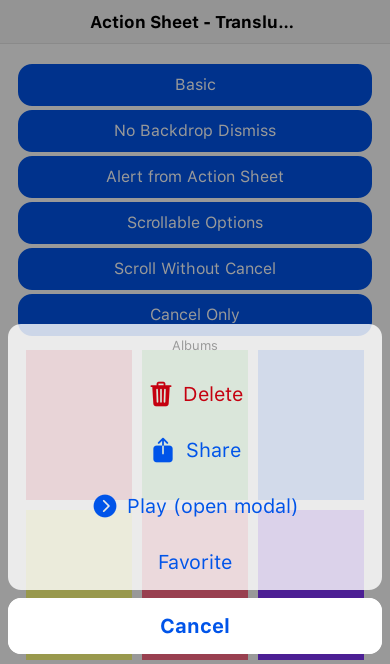 Action Sheet - Translu...
Basic
No Backdrop Dismiss
Alert from Action Sheet
Scrollable Options
Scroll Without Cancel
Cancel Only
Albums
Delete
Share
Play (open modal)
Favorite
Cancel